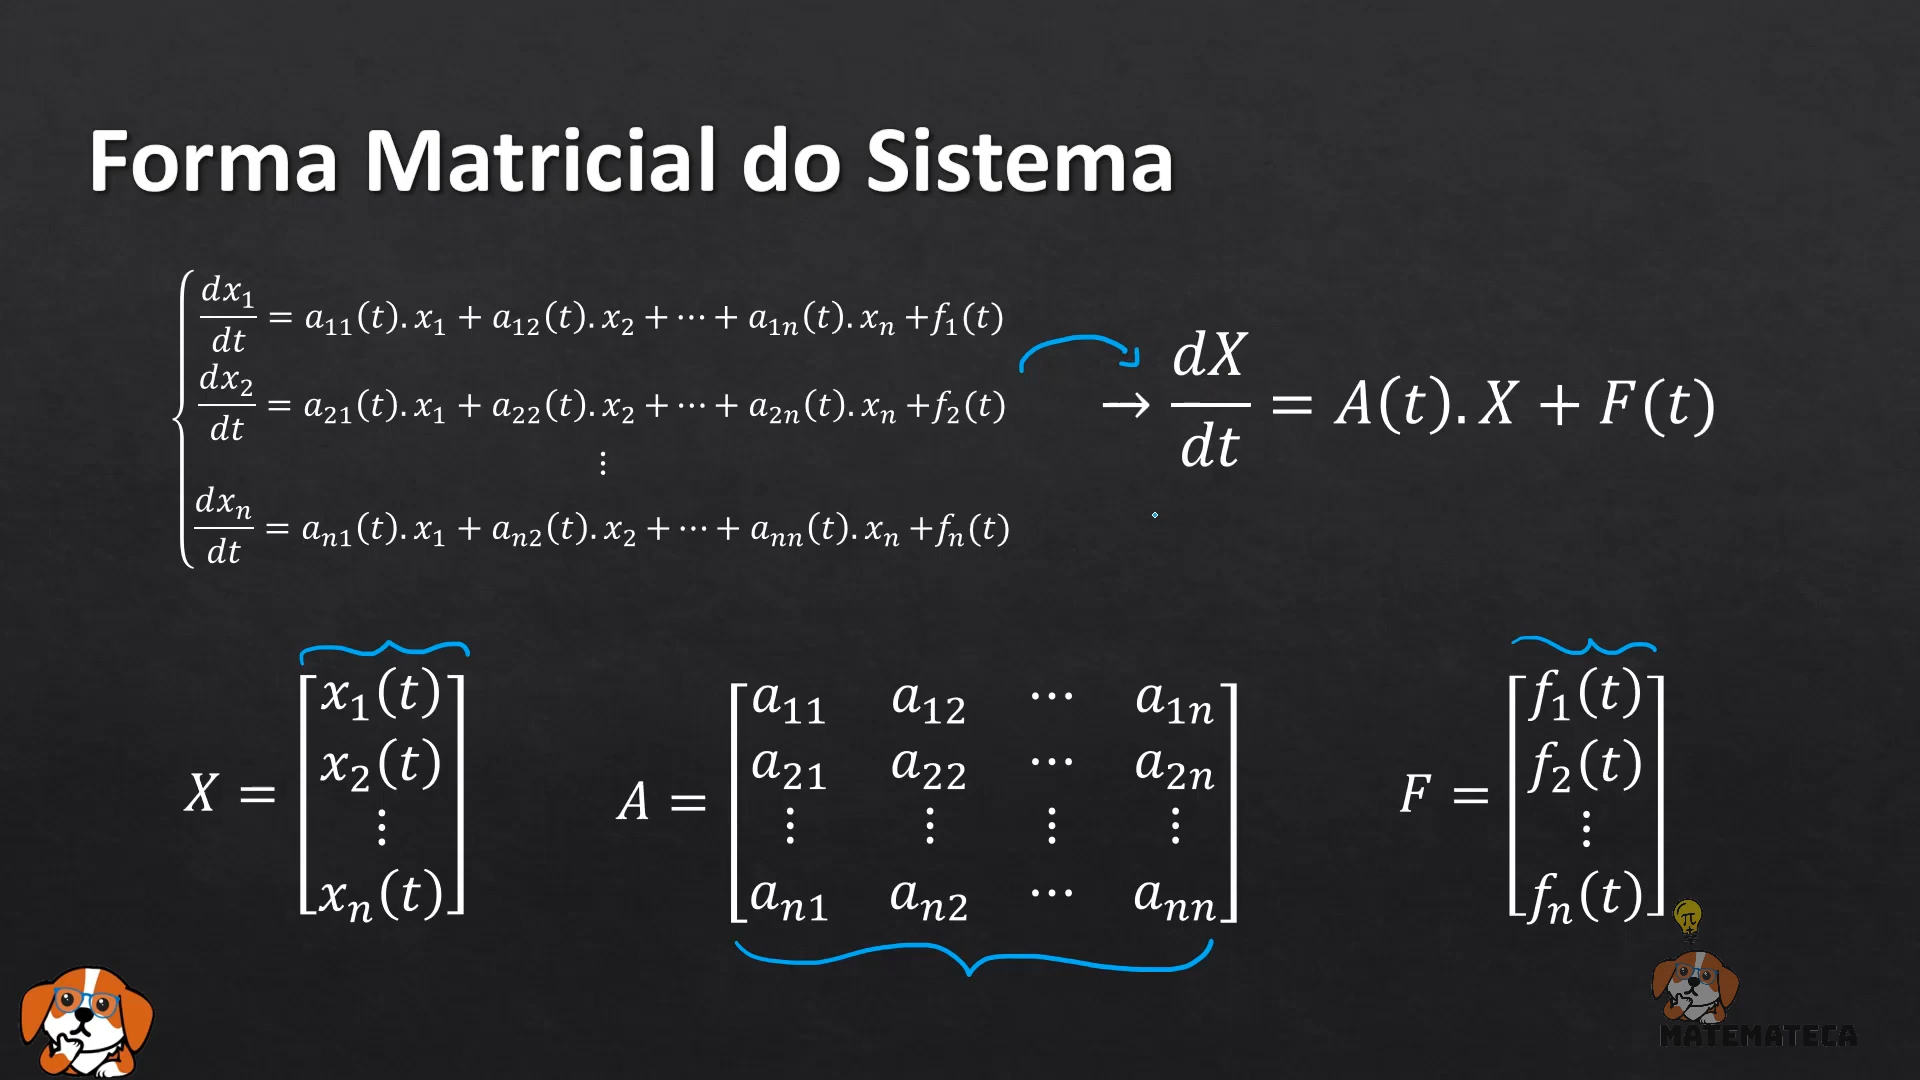 Forma Matricial do Sistema
dx₁/dt = a₁₁(t).x₁ + a₁₂(t).x₂ + ⋯ + a₁ₙ(t).xₙ +f₁(t)
dx₂/dt = a₂₁(t).x₁ + a₂₂(t).x₂ + ⋯ + a₂ₙ(t).xₙ +f₂(t)
⋮
dxₙ/dt = aₙ₁(t).x₁ + aₙ₂(t).x₂ + ⋯ + aₙₙ(t).xₙ +fₙ(t)
→ dX/dt = A(t).X + F(t)
X =
x₁(t)
x₂(t)
⋮
xₙ(t)
A =
a₁₁ a₁₂ ⋯ a₁ₙ
a₂₁ a₂₂ ⋯ a₂ₙ
⋮ ⋮ ⋮ ⋮
aₙ₁ aₙ₂ ⋯ aₙₙ
F =
f₁(t)
f₂(t)
⋮
fₙ(t)
π
MATEMATECA